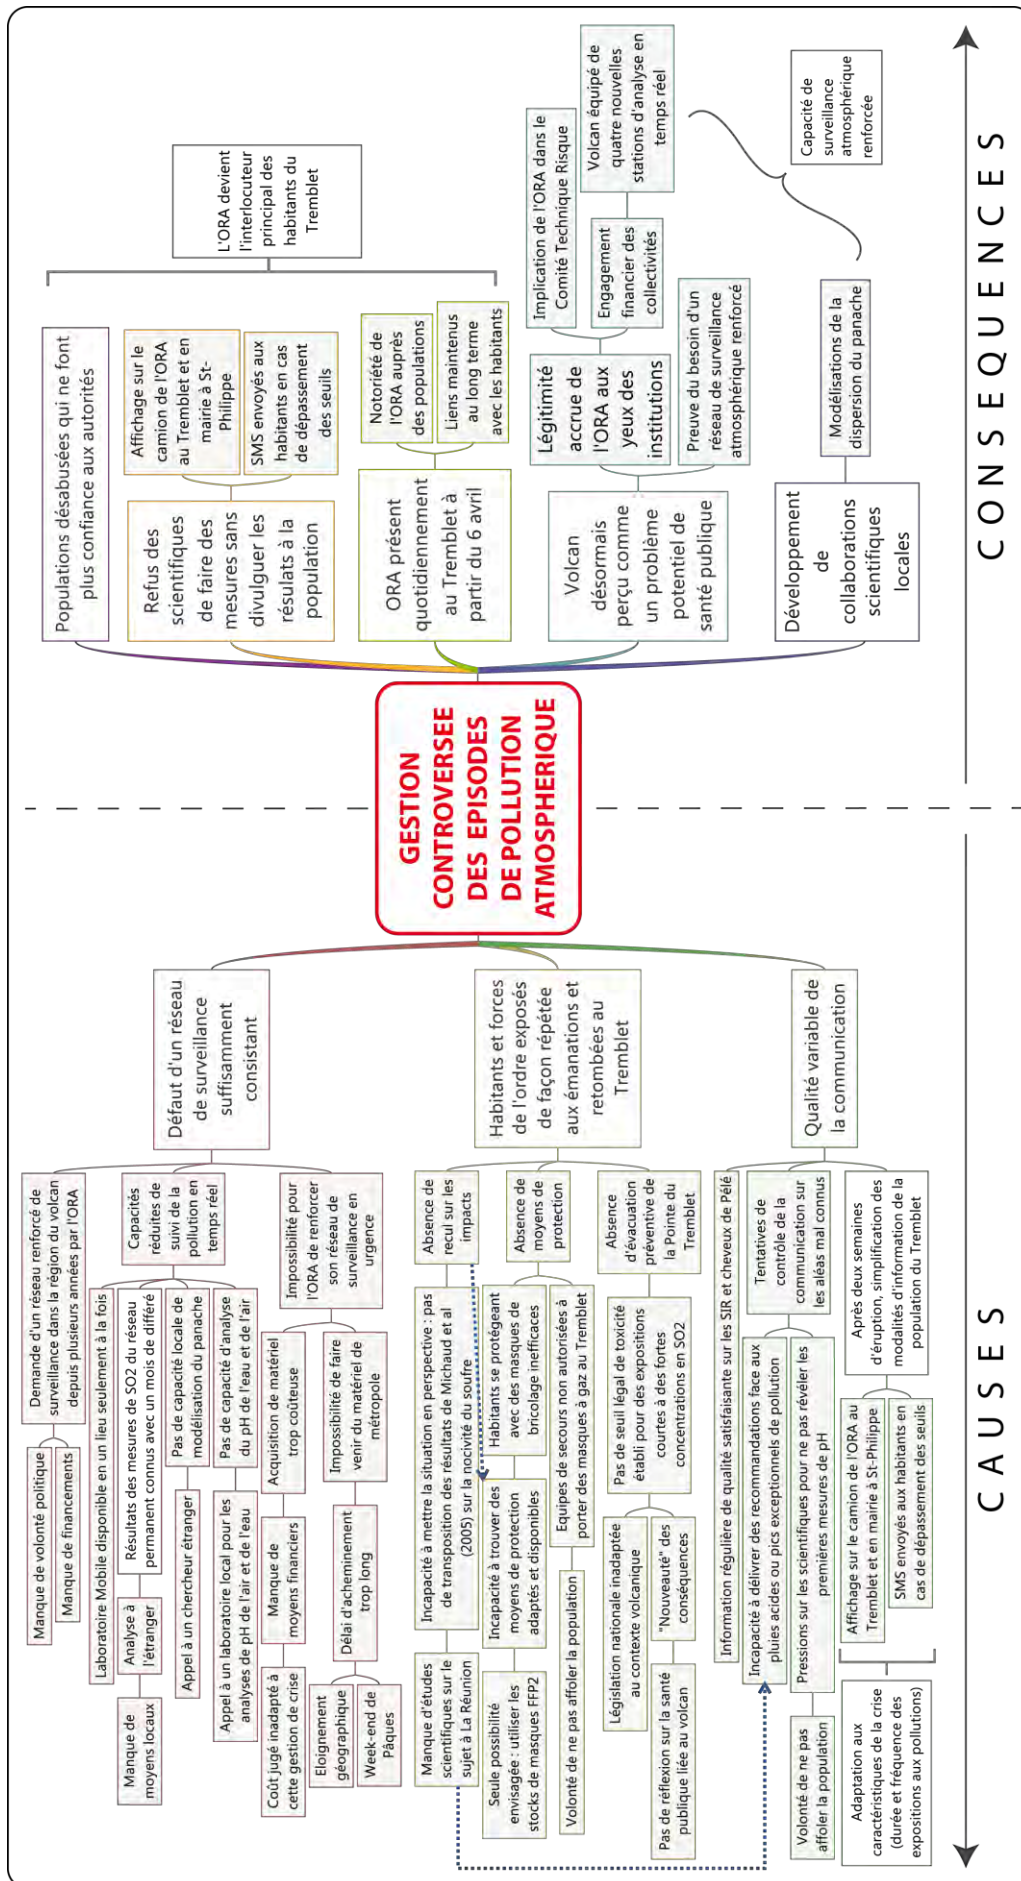 GESTION
CONTROVERSEE
DES EPISODES
DE POLLUTION
ATMOSPHERIQUE
CAUSES
Défaut d'un réseau
de surveillance
suffisamment
consistant
Demande d'un réseau renforcé de
surveillance dans la région du volcan
depuis plusieurs années par l'ORA
Manque de volonté politique
Manque de financements
Capacités
réduites de
suivi de la
pollution en
temps réel
Laboratoire Mobile disponible en un lieu seulement à la fois
Résultats des mesures de SO2 du réseau
permanent connus avec un mois de différé
Analyse à
l'étranger
Manque de
moyens locaux
Pas de capacité locale de
modélisation du panache
Appel à un chercheur étranger
Pas de capacité d'analyse
du pH de l'eau et de l'air
Appel à un laboratoire local pour les
analyses de pH de l'air et de l'eau
Impossibilité pour
l'ORA de renforcer
son réseau de
surveillance en
urgence
Acquisition de matériel
trop coûteuse
Manque de
moyens financiers
Coût jugé inadapté à
cette gestion de crise
Impossibilité de faire
venir du matériel de
métropole
Délai d'acheminement
trop long
Eloignement
géographique
Week-end de
Pâques
Habitants et forces
de l'ordre exposés
de façon répétée
aux émanations et
retombées au
Tremblet
Absence de
recul sur les
impacts
Incapacité à mettre la situation en perspective : pas
de transposition des résultats de Michaud et al
(2005) sur la nocivité du soufre
Manque d'études
scientifiques sur le
sujet à La Réunion
Absence de
moyens de
protection
Habitants se protégeant
avec des masques de
bricolage inefficaces
Incapacité à trouver des
moyens de protection
adaptés et disponibles
Seule possibilité
envisagée : utiliser les
stocks de masques FFP2
Equipes de secours non autorisées à
porter des masques à gaz au Tremblet
Volonté de ne pas affoler la population
Absence
d'évacuation
préventive de
la Pointe du
Tremblet
Pas de seuil légal de toxicité
établi pour des expositions
courtes à des fortes
concentrations en SO2
Législation nationale inadaptée
au contexte volcanique
"Nouveauté" des
conséquences
Pas de réflexion sur la santé
publique liée au volcan
Qualité variable de
la communication
Information régulière de qualité satisfaisante sur les SIR et cheveux de Pélé
Tentatives de
contrôle de la
communication sur
les aléas mal connus
Incapacité à délivrer des recommandations face aux
pluies acides ou pics exceptionnels de pollution
Pressions sur les scientifiques pour ne pas révéler les
premières mesures de pH
Volonté de ne pas
affoler la population
Après deux semaines
d'éruption, simplification des
modalités d'information de la
population du Tremblet
Affichage sur le camion de l'ORA au
Tremblet et en mairie à St-Philippe
SMS envoyés au habitants en
cas de dépassement des seuils
Adaptation aux
caractéristiques de la crise
(durée et fréquence des
expositions aux pollutions)
CONSEQUENCES
Populations désabusées qui ne font
plus confiance aux autorités
Refus des
scientifiques
de faire des
mesures sans
divulguer les
résulats à la
population
Affichage sur le
camion de l'ORA
au Tremblet et en
mairie à St-
Philippe
SMS envoyés aux
habitants en cas
de dépassement
des seuils
ORA présent
quotidiennement
au Tremblet à
partir du 6 avril
Notoriété de
l'ORA auprès
des populations
Liens maintenus
au long terme
avec les habitants
L'ORA devient
l'interlocuteur
principal des
habitants du
Tremblet
Volcan
désormais
perçu comme
un problème
potentiel de
santé publique
Légitimité
accrue de
l'ORA aux
yeux des
institutions
Implication de l'ORA dans le
Comité Technique Risque
Engagement
financier des
collectivités
Volcan équipé de
quatre nouvelles
stations d'analyse en
temps réel
Preuve du besoin d'un
réseau de surveillance
atmosphérique renforcé
Développement
de
collaborations
scientifiques
locales
Modélisations de la
dispersion du panache
Capacité de
surveillance
atmosphérique
renforcée